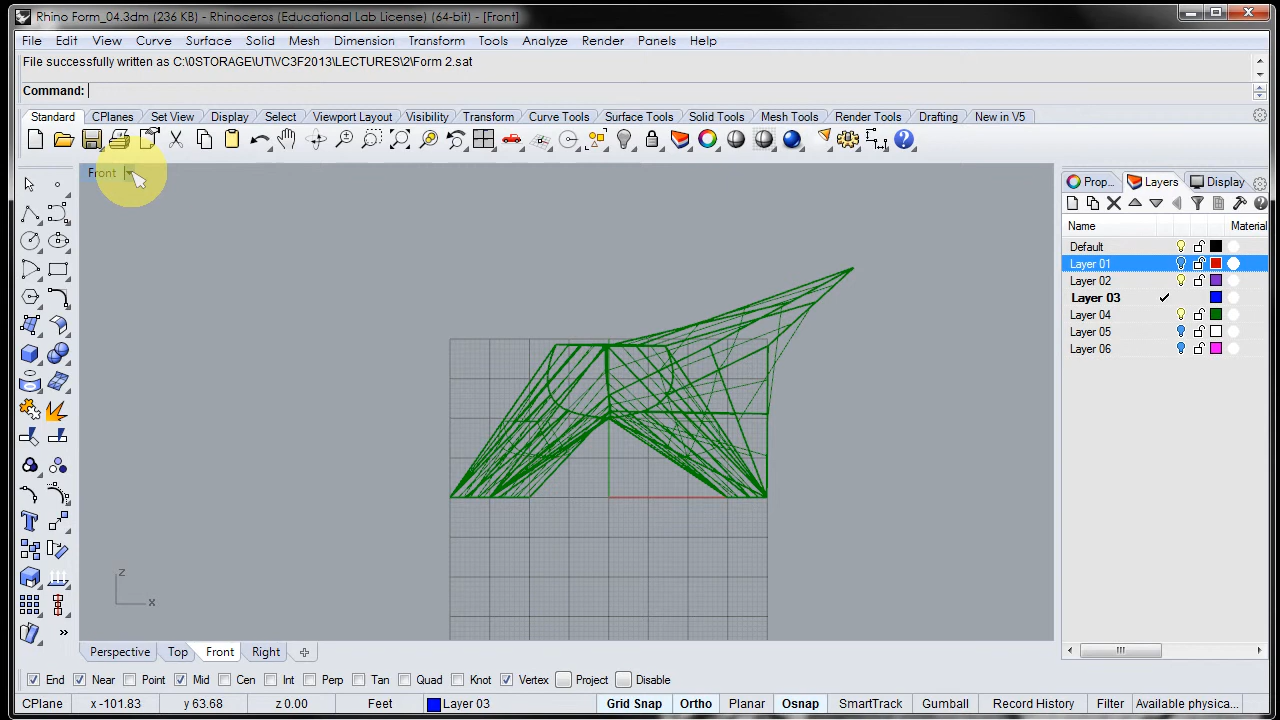 Rhino Form_04.3dm (236 KB) - Rhinoceros (Educational Lab License) (64-bit) - [Front]
File Edit View Curve Surface Solid Mesh Dimension Transform Tools Analyze Render Panels Help
File successfully written as C:\0STORAGE\UT\VC3F2013\LECTURES\2\Form 2.sat
Command:
Standard CPlanes Set View Display Select Viewport Layout Visibility Transform Curve Tools Surface Tools Solid Tools Mesh Tools Render Tools Drafting New in V5
Front
Prop... Layers Display
Name Material
Default
Layer 01
Layer 02
Layer 03
Layer 04
Layer 05
Layer 06
z
x
Perspective Top Front Right
End Near Point Mid Cen Int Perp Tan Quad Knot Vertex Project Disable
CPlane x -101.83 y 63.68 z 0.00 Feet Layer 03 Grid Snap Ortho Planar Osnap SmartTrack Gumball Record History Filter Available physica...